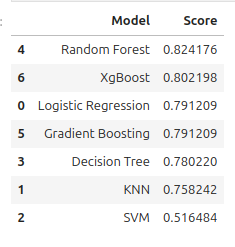 Model Score
4 Random Forest 0.824176
6 XgBoost 0.802198
0 Logistic Regression 0.791209
5 Gradient Boosting 0.791209
3 Decision Tree 0.780220
1 KNN 0.758242
2 SVM 0.516484